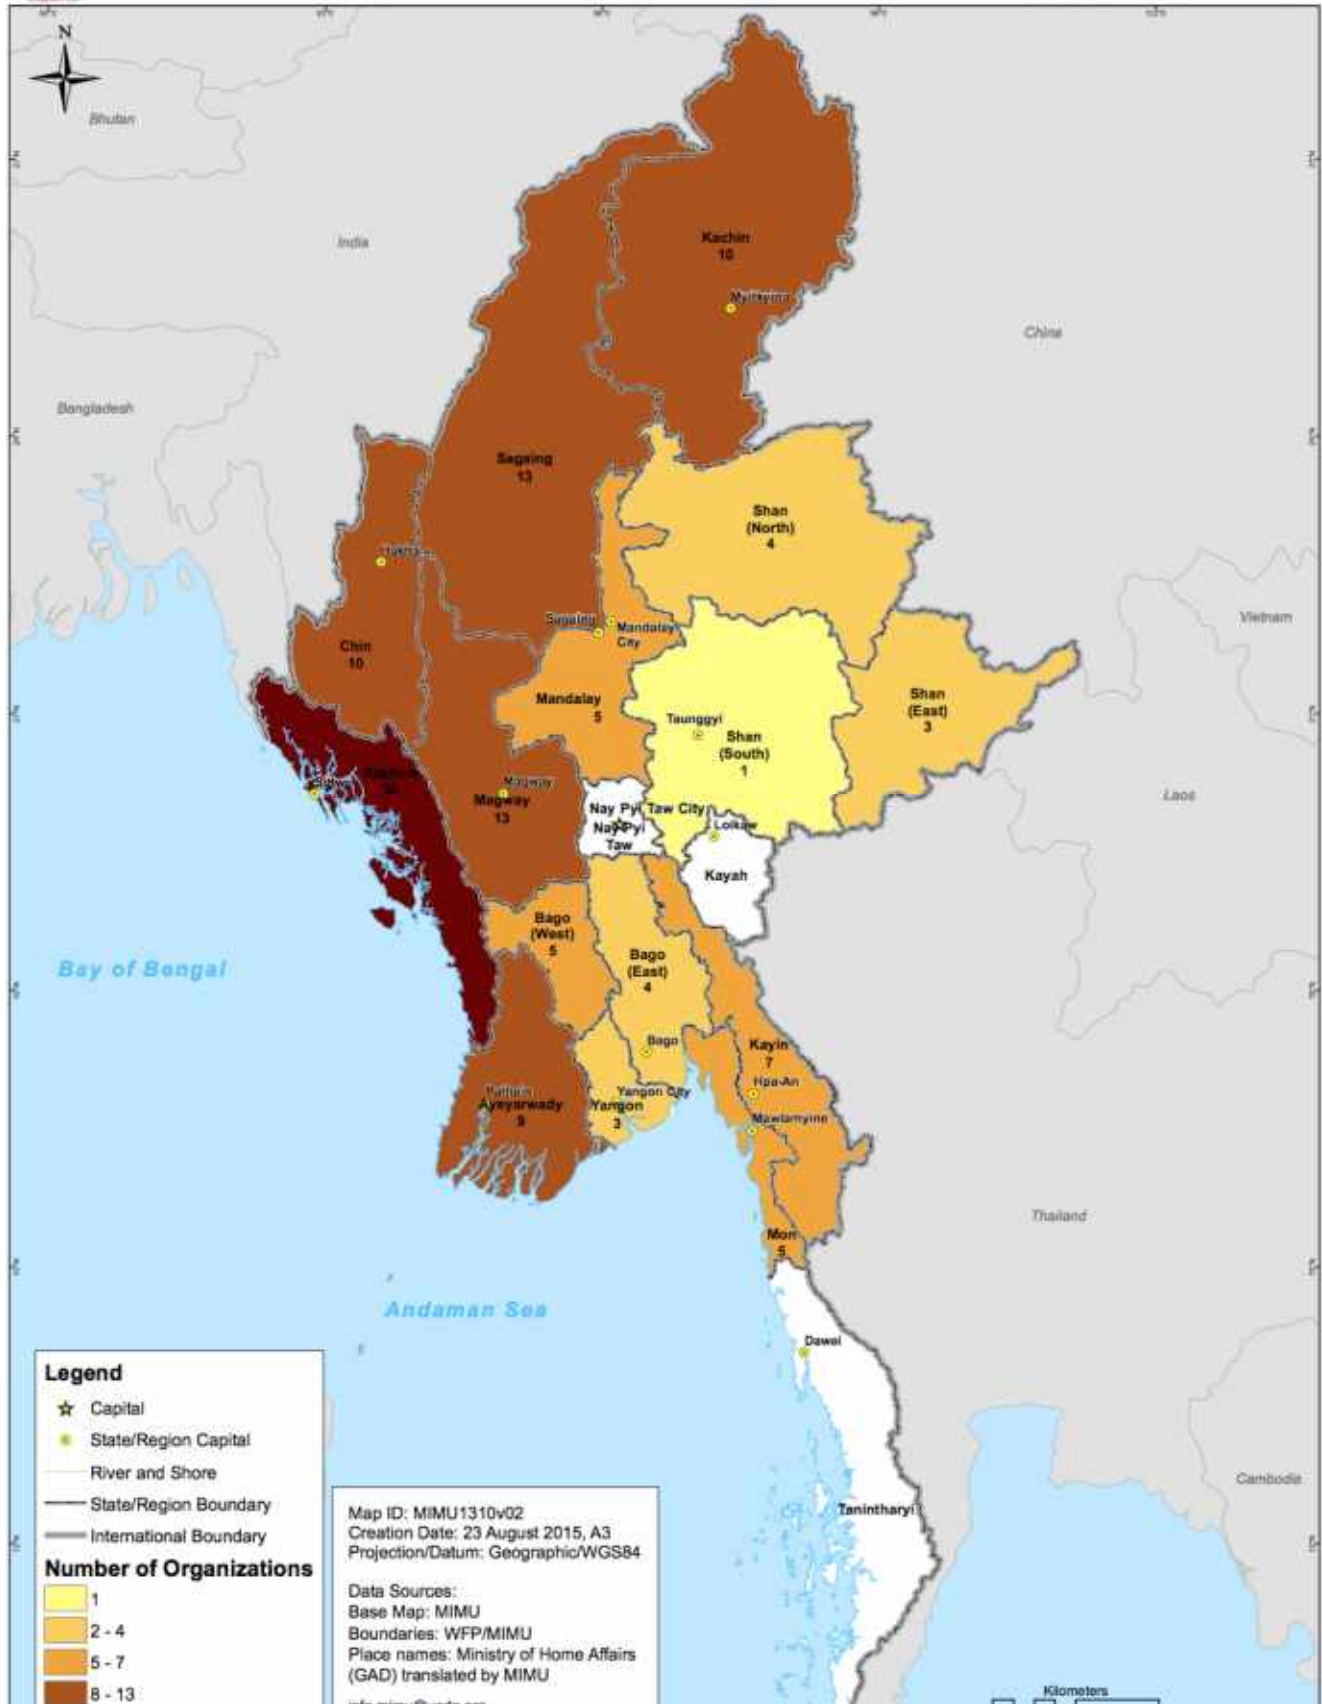 N
Bhutan
India
China
Kachin
10
Myitkyina
Bangladesh
Sagaing
13
Shan
(North)
4
Hakha
Vietnam
Sagaing
Mandalay
City
Chin
10
Mandalay
5
Shan
(East)
3
Taunggyi
Shan
(South)
1
Magway
Magway
13
Nay Pyi Taw City
Nay Pyi
Taw
Loikaw
Laos
Kayah
Bago
(West)
5
Bay of Bengal
Bago
(East)
4
Bago
Kayin
7
Hpa-An
Pathein
Ayeyarwady
9
Yangon City
Yangon
3
Mawlamyine
Thailand
Mon
5
Andaman Sea
Dawei
Cambodia
Tanintharyi
Legend
Capital
State/Region Capital
River and Shore
State/Region Boundary
International Boundary
Number of Organizations
1
2 - 4
5 - 7
8 - 13
Map ID: MIMU1310v02
Creation Date: 23 August 2015, A3
Projection/Datum: Geographic/WGS84
Data Sources:
Base Map: MIMU
Boundaries: WFP/MIMU
Place names: Ministry of Home Affairs
(GAD) translated by MIMU
Kilometers